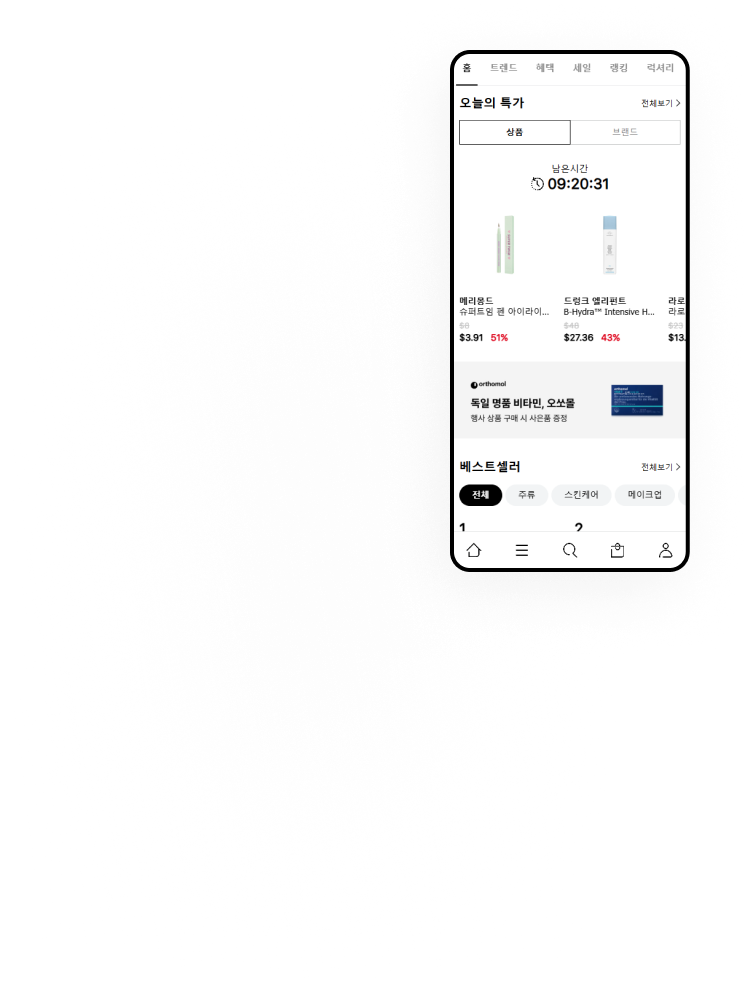 홈 트렌드 혜택 세일 랭킹 럭셔리
오늘의 특가 전체보기
상품 브랜드
남은시간
09:20:31
메리몽드 드렁크 엘리펀트 라로
슈퍼트임 펜 아이라이... B-Hydra™ Intensive H... 라로
$8 $48 $23
$3.91 51% $27.36 43% $13.
orthomol
독일 명품 비타민, 오쏘몰
행사 상품 구매 시 사은품 증정
orthomol
베스트셀러 전체보기
전체 주류 스킨케어 메이크업
1 2